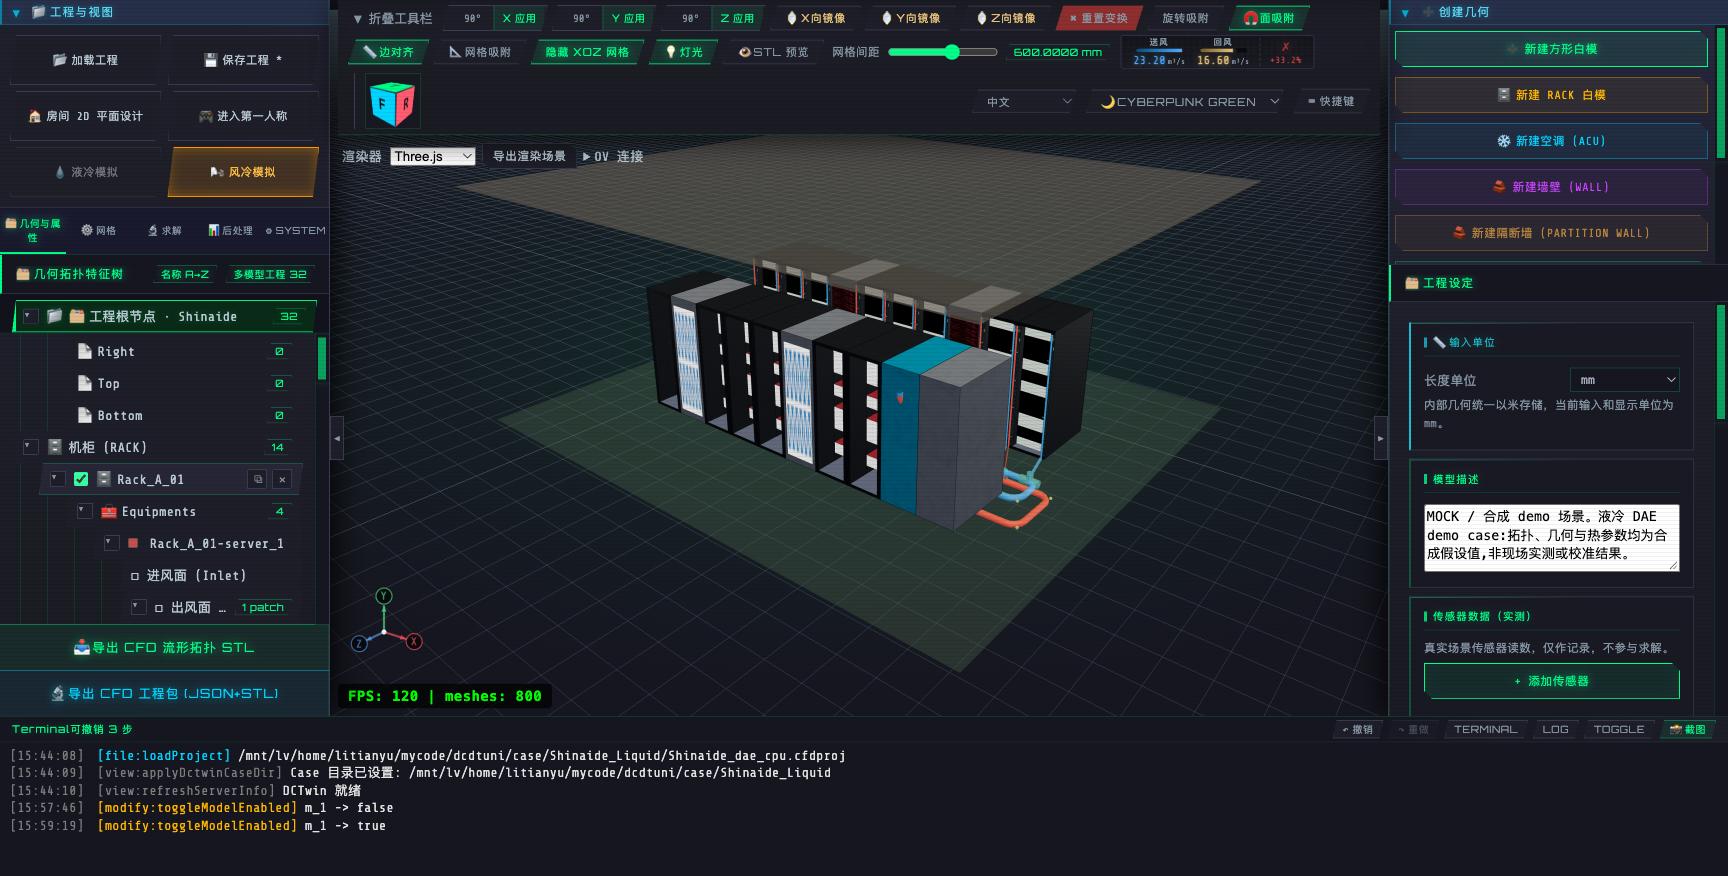 ▼ 工程与视图
加载工程
保存工程 *
房间 2D 平面设计
进入第一人称
液冷模拟
风冷模拟
几何与属性
网格
求解
后处理
SYSTEM
几何拓扑特征树
名称 A→Z
多模型工程 32
工程根节点 · Shinaide
32
Right
0
Top
0
Bottom
0
机柜 (RACK)
14
Rack_A_01
Equipments
4
Rack_A_01-server_1
进风面 (Inlet)
出风面 …
1 patch
导出 CFD 流形拓扑 STL
导出 CFD 工程包 (JSON+STL)
▼ 折叠工具栏
90°
X 应用
90°
Y 应用
90°
Z 应用
X向镜像
Y向镜像
Z向镜像
重置变换
旋转吸附
面吸附
边对齐
网格吸附
隐藏 XOZ 网格
灯光
STL 预览
网格间距
600.0000 mm
送风
23.20 m³/s
回风
16.60 m³/s
✗
+33.2%
F
R
中文
CYBERPUNK GREEN
快捷键
渲染器
Three.js
导出渲染场景
▶ OV 连接
Y
Z
X
FPS: 120 | meshes: 800
▼ 创建几何
新建方形白模
新建 RACK 白模
新建空调 (ACU)
新建墙壁 (WALL)
新建隔断墙 (PARTITION WALL)
工程设定
输入单位
长度单位
mm
内部几何统一以米存储，当前输入和显示单位为
mm。
模型描述
MOCK / 合成 demo 场景。液冷 DAE
demo case:拓扑、几何与热参数均为合
成假设值,非现场实测或校准结果。
传感器数据 (实测)
真实场景传感器读数，仅作记录，不参与求解。
+ 添加传感器
Terminal可撤销 3 步
撤销
重做
TERMINAL
LOG
TOGGLE
截图
[15:44:08] [file:loadProject] /mnt/lv/home/litianyu/mycode/dcdtuni/case/Shinaide_Liquid/Shinaide_dae_cpu.cfdproj
[15:44:09] [view:applyDctwinCaseDir] Case 目录已设置: /mnt/lv/home/litianyu/mycode/dcdtuni/case/Shinaide_Liquid
[15:44:10] [view:refreshServerInfo] DCTwin 就绪
[15:57:46] [modify:toggleModelEnabled] m_1 -> false
[15:59:19] [modify:toggleModelEnabled] m_1 -> true